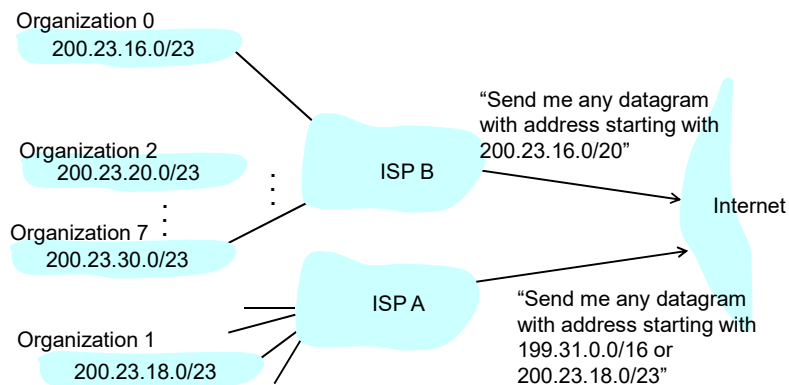 Organization 0
200.23.16.0/23
Organization 2
200.23.20.0/23
Organization 7
200.23.30.0/23
Organization 1
200.23.18.0/23
ISP B
ISP A
“Send me any datagram
with address starting with
200.23.16.0/20”
Internet
“Send me any datagram
with address starting with
199.31.0.0/16 or
200.23.18.0/23”